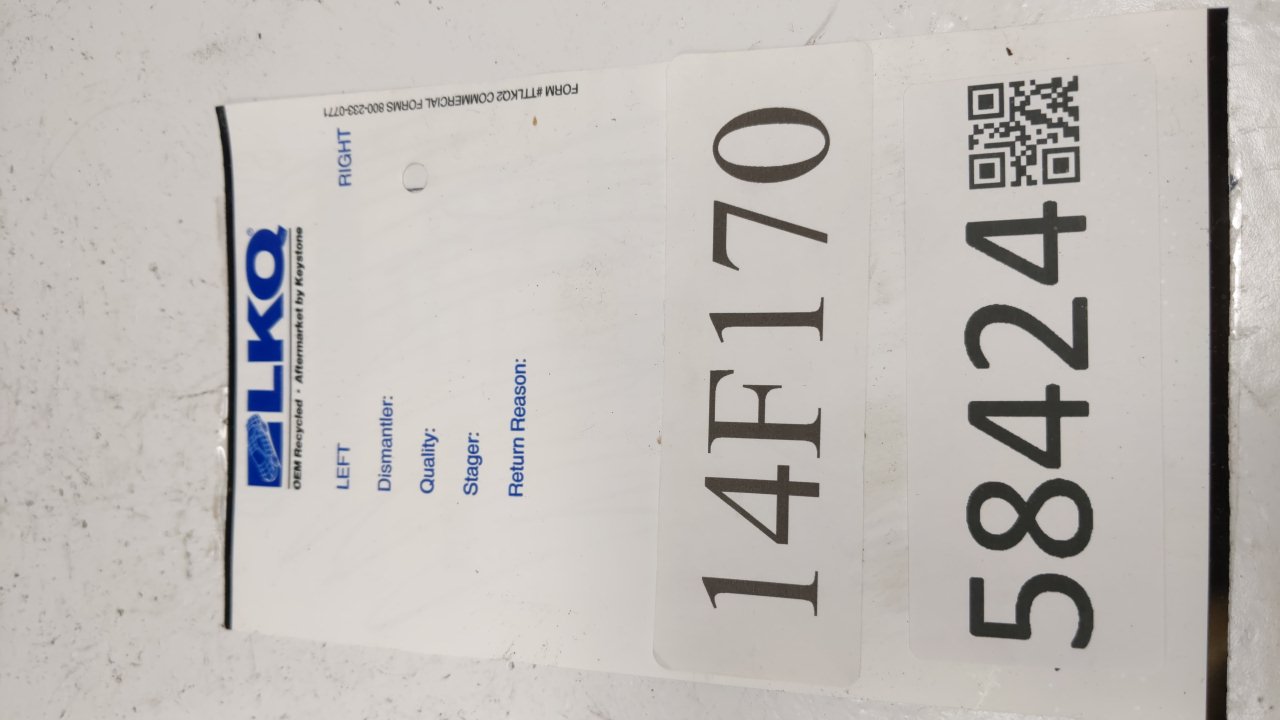 LKQ®
OEM Recycled · Aftermarket by Keystone
LEFT RIGHT
Dismantler:
Quality:
Stager:
Return Reason:
FORM #TTLKQ2 COMMERCIAL FORMS 800-233-0771
14F170
58424